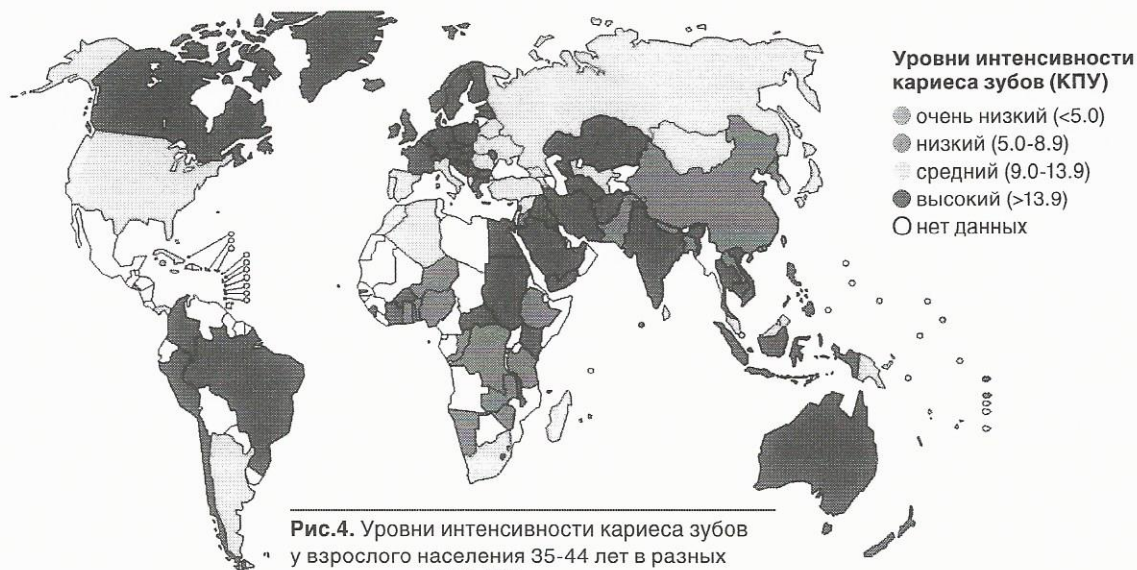 Уровни интенсивности
кариеса зубов (КПУ)
очень низкий (<5.0)
низкий (5.0-8.9)
средний (9.0-13.9)
высокий (>13.9)
нет данных
Рис.4. Уровни интенсивности кариеса зубов
у взрослого населения 35-44 лет в разных